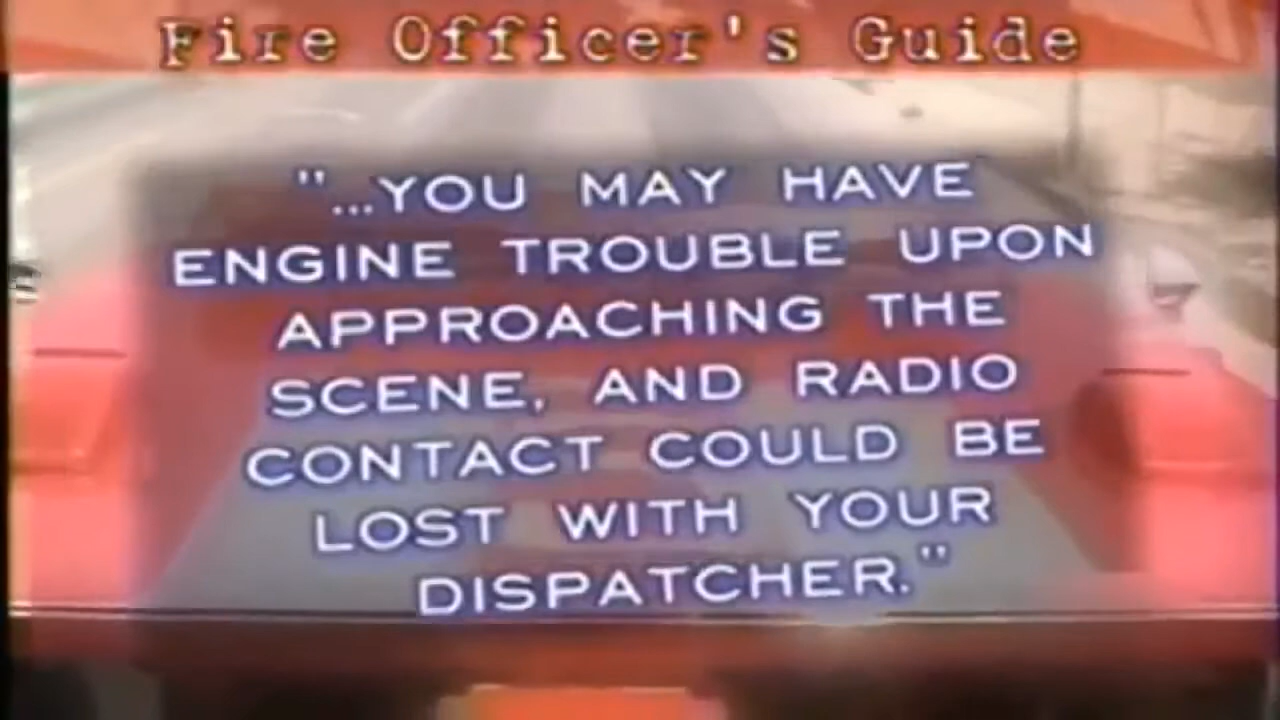 Fire Officer's Guide
"...YOU MAY HAVE
ENGINE TROUBLE UPON
APPROACHING THE
SCENE, AND RADIO
CONTACT COULD BE
LOST WITH YOUR
DISPATCHER."